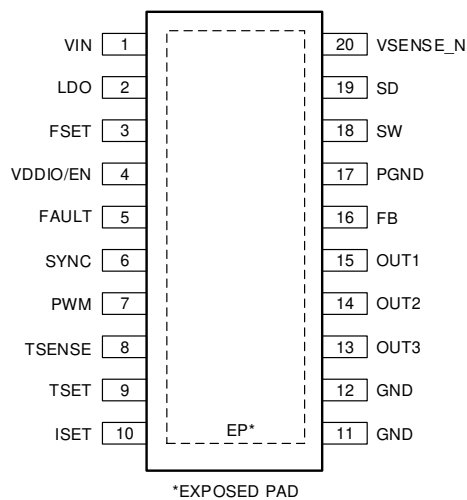 VIN 1 20 VSENSE_N
LDO 2 19 SD
FSET 3 18 SW
VDDIO/EN 4 17 PGND
FAULT 5 16 FB
SYNC 6 15 OUT1
PWM 7 14 OUT2
TSENSE 8 13 OUT3
TSET 9 12 GND
ISET 10 EP* 11 GND
*EXPOSED PAD